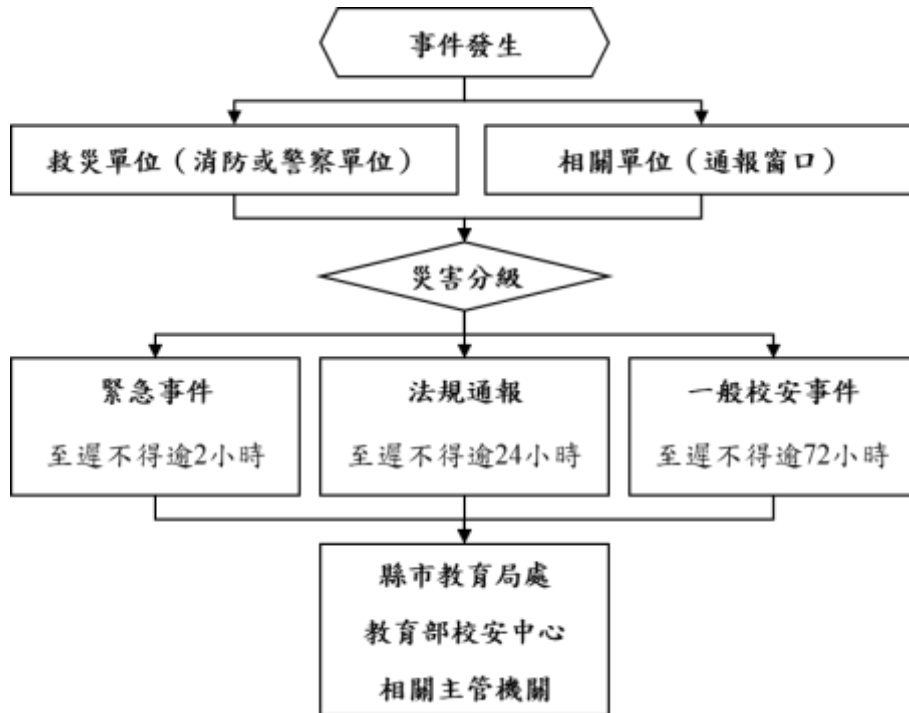 事件發生
救災單位（消防或警察單位）
相關單位（通報窗口）
災害分級
緊急事件
至遲不得逾2小時
法規通報
至遲不得逾24小時
一般校安事件
至遲不得逾72小時
縣市教育局處
教育部校安中心
相關主管機關